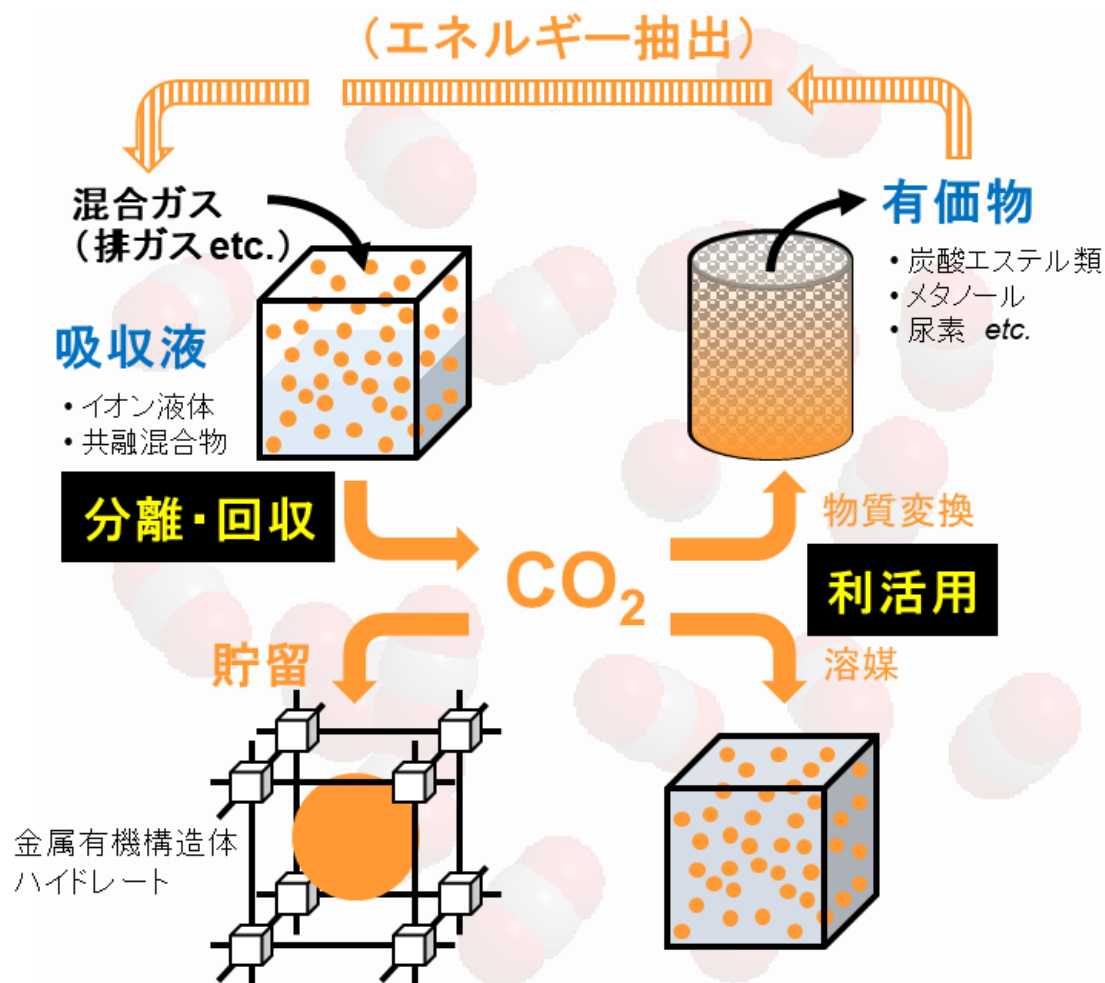 （エネルギー抽出）
混合ガス
（排ガス etc.）
吸収液
・イオン液体
・共融混合物
分離・回収
有価物
・炭酸エステル類
・メタノール
・尿素 etc.
物質変換
利活用
溶媒
CO2
貯留
金属有機構造体
ハイドレート